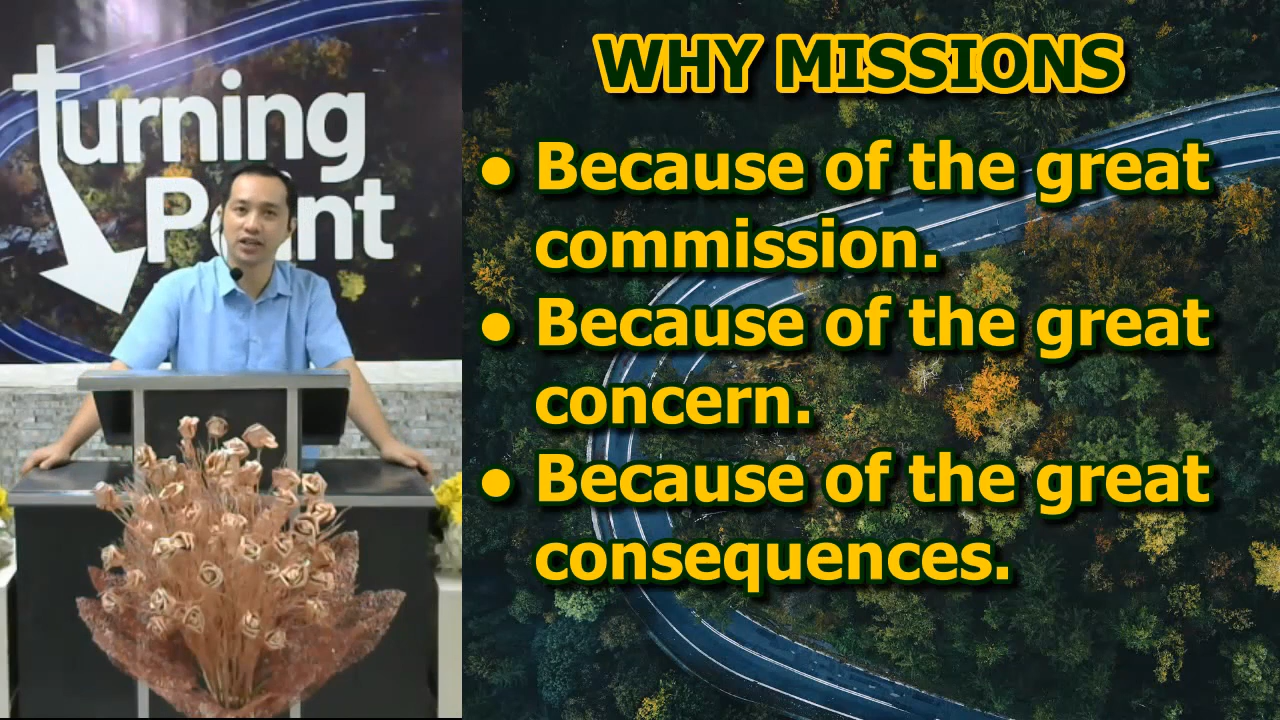 turning
Point
WHY MISSIONS
• Because of the great
commission.
• Because of the great
concern.
• Because of the great
consequences.